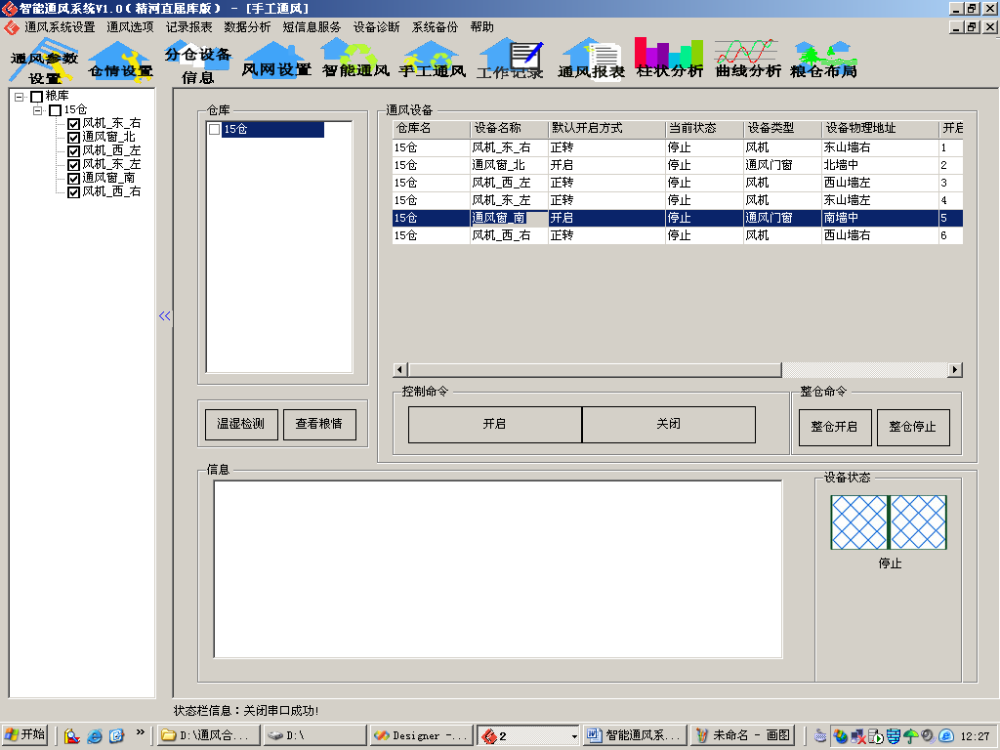 智能通风系统V1.0(精河直属库版) - [手工通风]
通风系统设置 通风选项 记录报表 数据分析 短信息服务 设备诊断 系统备份 帮助
通风参数设置 仓情设置 分仓设备信息 风网设置 智能通风 手工通风 工作记录 通风报表 柱状分析 曲线分析 粮仓布局
粮库
15仓
风机_东_右
通风窗_北
风机_西_左
风机_东_左
通风窗_南
风机_西_右
<<
仓库
15仓
温湿检测 查看粮情
通风设备
仓库名 设备名称 默认开启方式 当前状态 设备类型 设备物理地址 开启
15仓 风机_东_右 正转 停止 风机 东山墙右 1
15仓 通风窗_北 开启 停止 通风门窗 北墙中 2
15仓 风机_西_左 正转 停止 风机 西山墙左 3
15仓 风机_东_左 正转 停止 风机 东山墙左 4
15仓 通风窗_南 开启 停止 通风门窗 南墙中 5
15仓 风机_西_右 正转 停止 风机 西山墙右 6
控制命令
开启 关闭
整仓命令
整仓开启 整仓停止
信息
设备状态
停止
状态栏信息：关闭串口成功!
开始 » D:\通风合... D:\ Designer -... 2 智能通风系... 未命名 - 画图 12:27